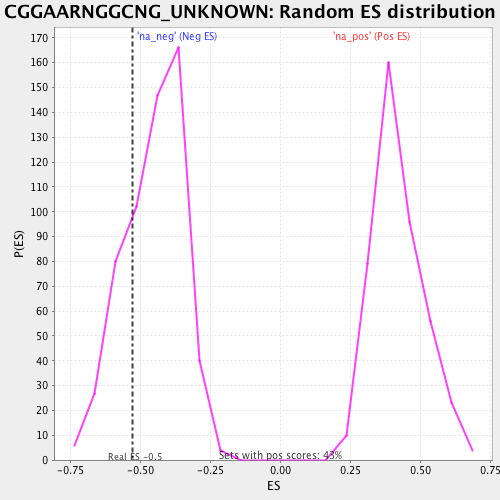 CGGAARNGGCNG_UNKNOWN: Random ES distribution
'na_neg' (Neg ES)
'na_pos' (Pos ES)
170
160
150
140
130
120
110
100
90
80
70
60
50
40
30
20
10
0
P(ES)
Real ES -0.5
Sets with pos scores: 43%
-0.75 -0.50 -0.25 0.00 0.25 0.50 0.75
ES